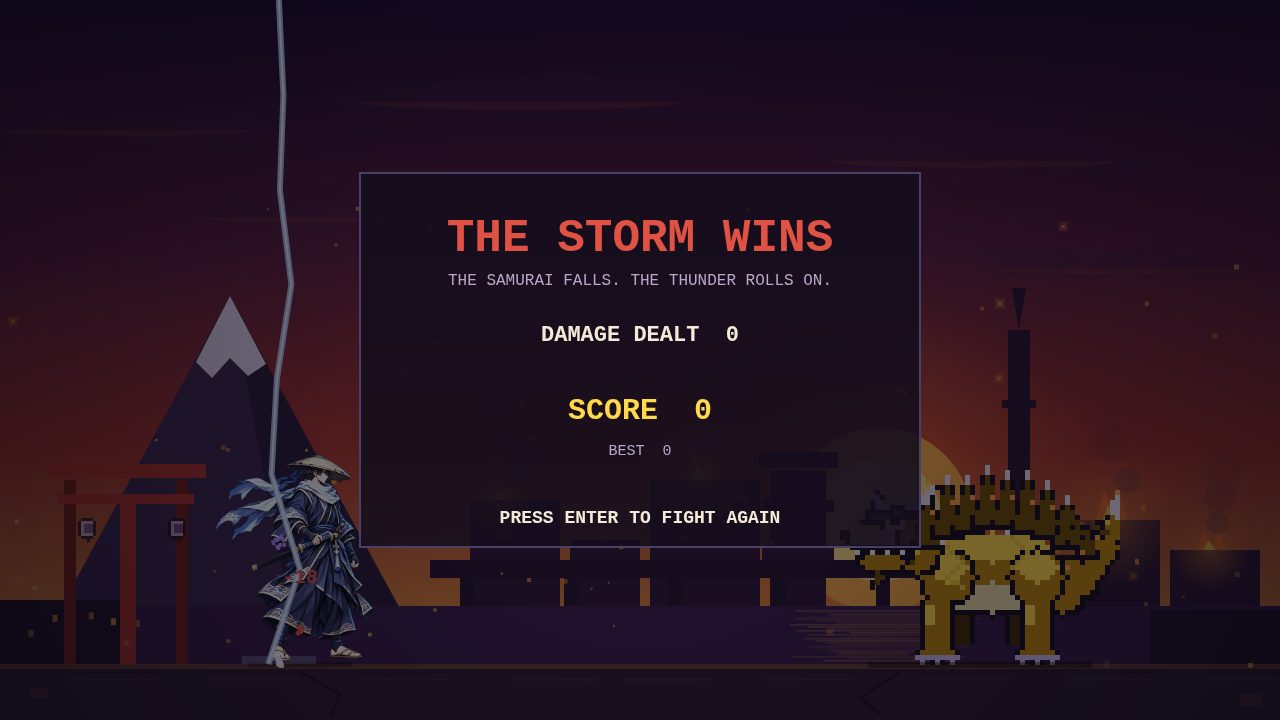 THE STORM WINS
THE SAMURAI FALLS. THE THUNDER ROLLS ON.
DAMAGE DEALT 0
SCORE 0
BEST 0
PRESS ENTER TO FIGHT AGAIN